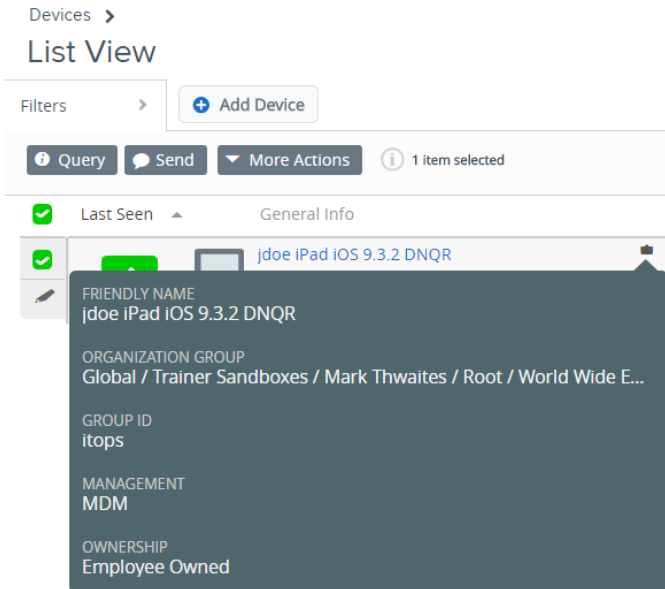 Devices >
List View
Filters >
Add Device
Query Send More Actions 1 item selected
Last Seen General Info
jdoe iPad iOS 9.3.2 DNQR
FRIENDLY NAME
jdoe iPad iOS 9.3.2 DNQR
ORGANIZATION GROUP
Global / Trainer Sandboxes / Mark Thwaites / Root / World Wide E...
GROUP ID
itops
MANAGEMENT
MDM
OWNERSHIP
Employee Owned